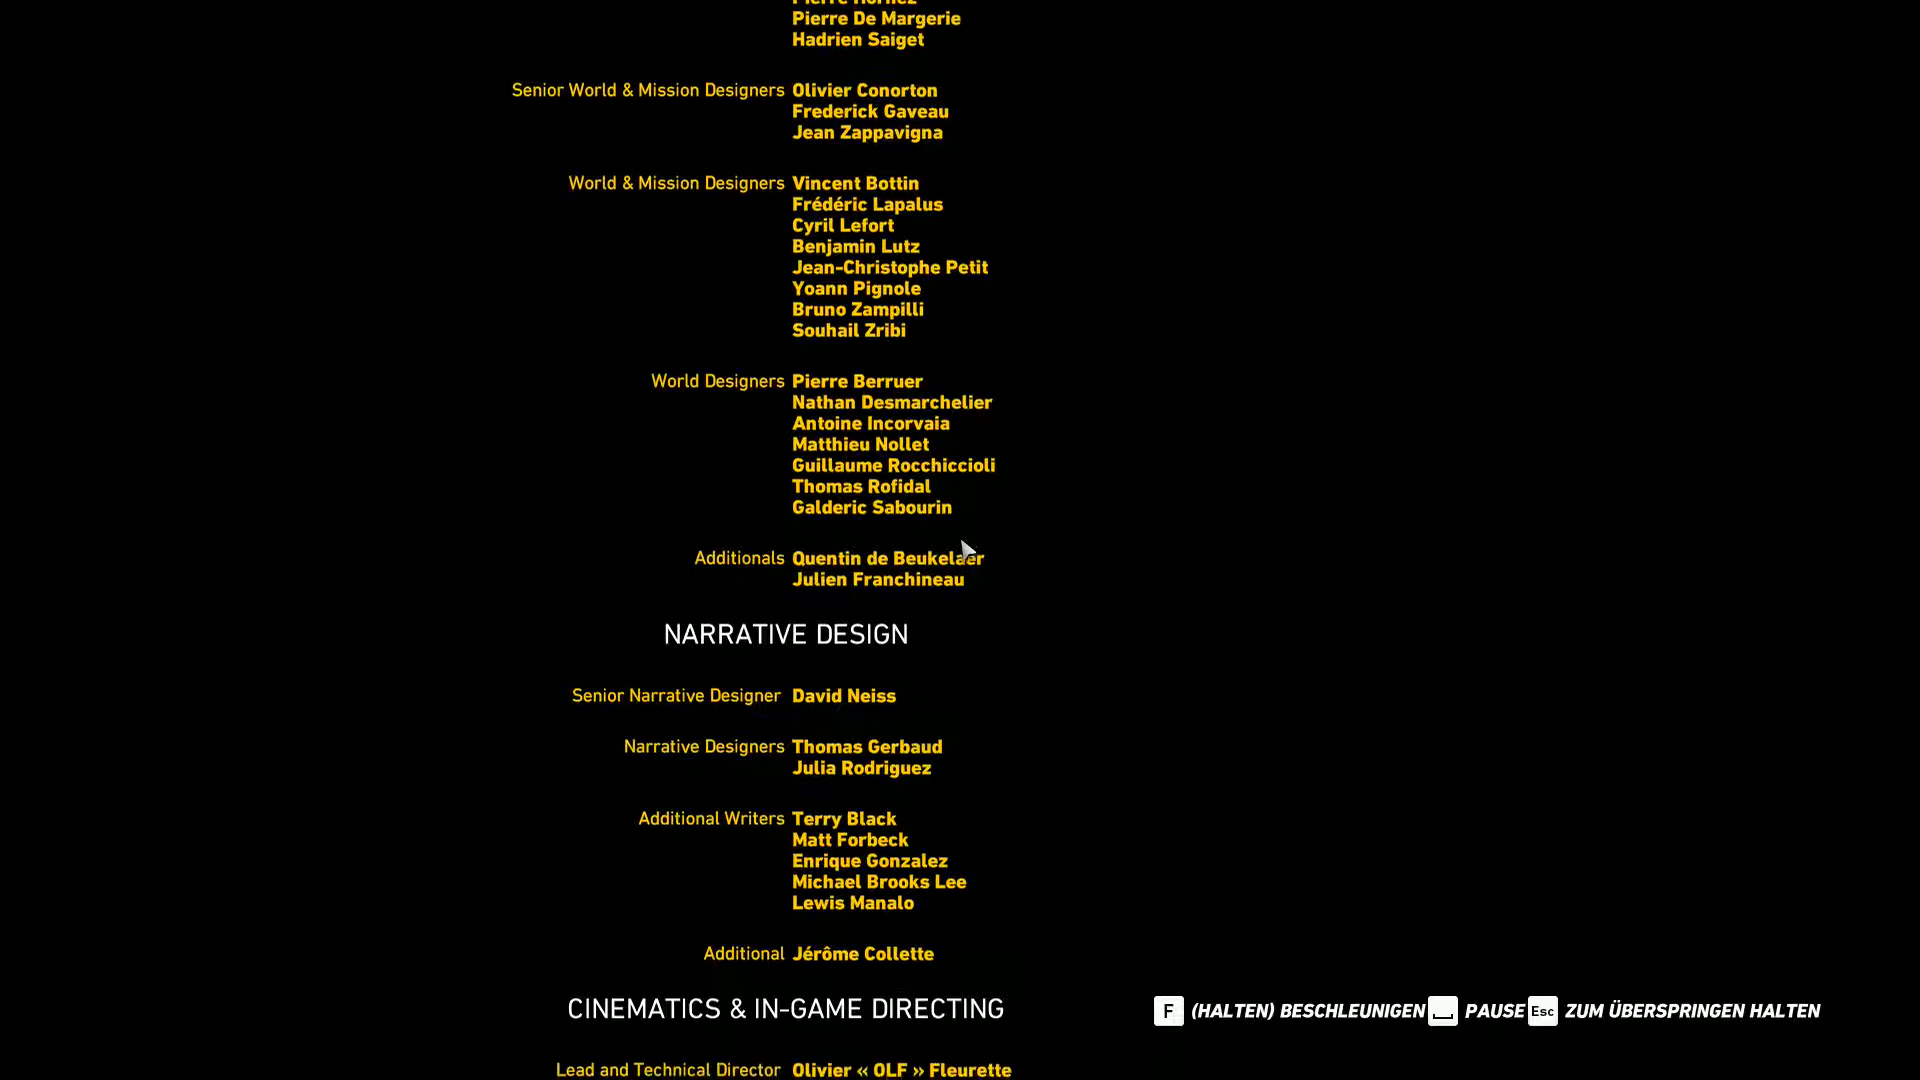 Pierre De Margerie
Hadrien Saiget
Senior World & Mission Designers Olivier Conorton
Frederick Gaveau
Jean Zappavigna
World & Mission Designers Vincent Bottin
Frédéric Lapalus
Cyril Lefort
Benjamin Lutz
Jean-Christophe Petit
Yoann Pignole
Bruno Zampilli
Souhail Zribi
World Designers Pierre Berruer
Nathan Desmarchelier
Antoine Incorvaia
Matthieu Nollet
Guillaume Rocchiccioli
Thomas Rofidal
Galderic Sabourin
Additionals Quentin de Beukelaer
Julien Franchineau
NARRATIVE DESIGN
Senior Narrative Designer David Neiss
Narrative Designers Thomas Gerbaud
Julia Rodriguez
Additional Writers Terry Black
Matt Forbeck
Enrique Gonzalez
Michael Brooks Lee
Lewis Manalo
Additional Jérôme Collette
CINEMATICS & IN-GAME DIRECTING
F (HALTEN) BESCHLEUNIGEN PAUSE Esc ZUM ÜBERSPRINGEN HALTEN
Lead and Technical Director Olivier « OLF » Fleurette